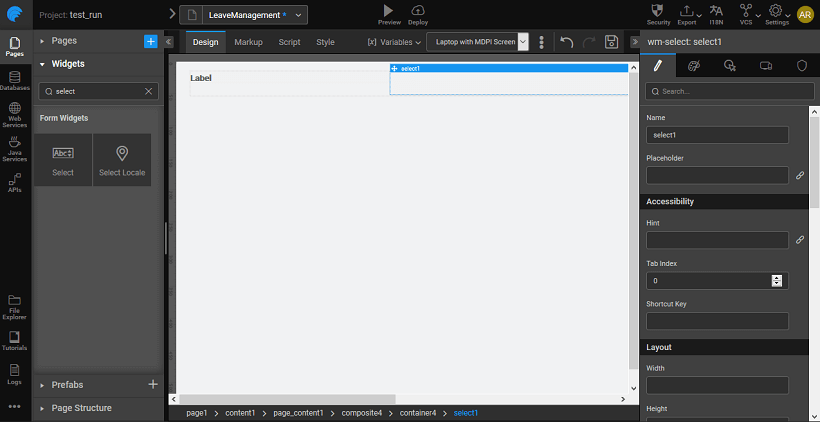 Project: test_run
LeaveManagement *
Preview
Deploy
Security
Export
I18N
VCS
Settings
AR
Pages
Databases
Web
Services
Java
Services
APIs
File
Explorer
Tutorials
Logs
Pages
Widgets
select
Form Widgets
Abc
Select
Select Locale
Prefabs
Page Structure
Design
Markup
Script
Style
[x] Variables
Laptop with MDPI Screen
select1
Label
page1 > content1 > page_content1 > composite4 > container4 > select1
wm-select: select1
Search...
Name
select1
Placeholder
Accessibility
Hint
Tab Index
0
Shortcut Key
Layout
Width
Height